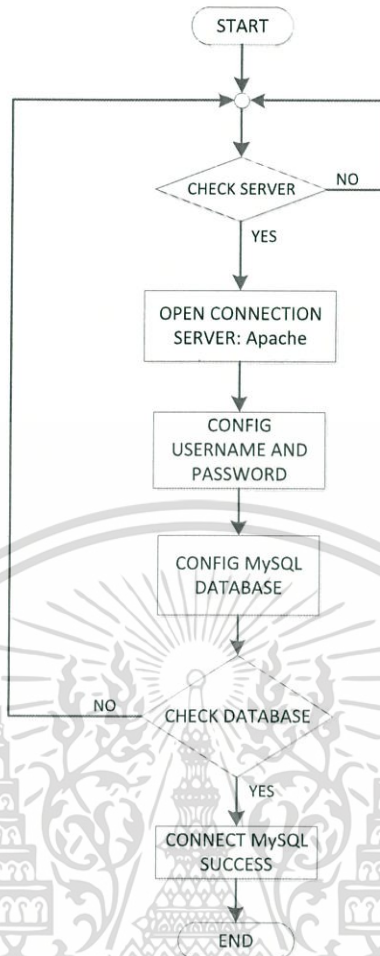 START
CHECK SERVER
NO
YES
OPEN CONNECTION
SERVER: Apache
CONFIG
USERNAME AND
PASSWORD
CONFIG MySQL
DATABASE
NO
CHECK DATABASE
YES
CONNECT MySQL
SUCCESS
END